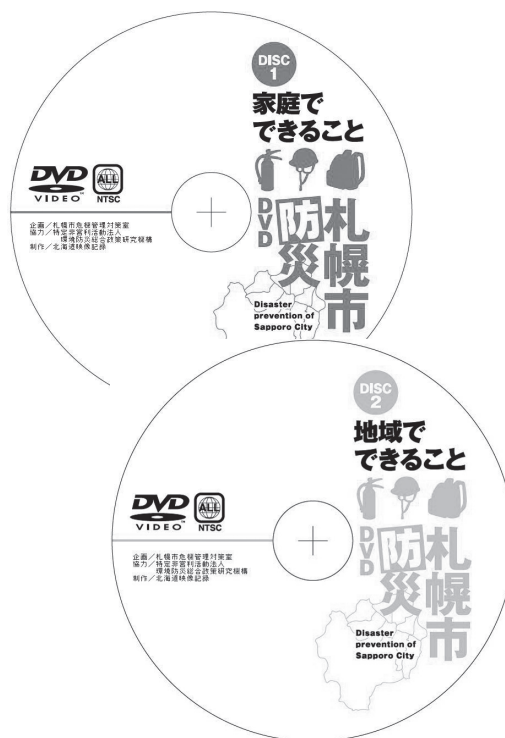 DISC
1
家庭で
できること
札幌市
防災
DVD
Disaster
prevention of
Sapporo City
DVD
VIDEO™
ALL
NTSC
企画/札幌市危機管理対策室
協力/特定非営利活動法人
環境防災総合政策研究機構
制作/北海道映像記録
DISC
2
地域で
できること
札幌市
防災
DVD
Disaster
prevention of
Sapporo City
DVD
VIDEO™
ALL
NTSC
企画/札幌市危機管理対策室
協力/特定非営利活動法人
環境防災総合政策研究機構
制作/北海道映像記録